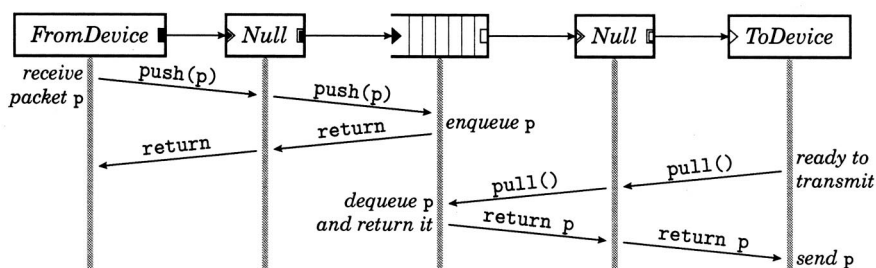 FromDevice
Null
Null
ToDevice
receive
packet p
push(p)
push(p)
enqueue p
return
return
ready to
transmit
pull()
pull()
dequeue p
and return it
return p
return p
send p